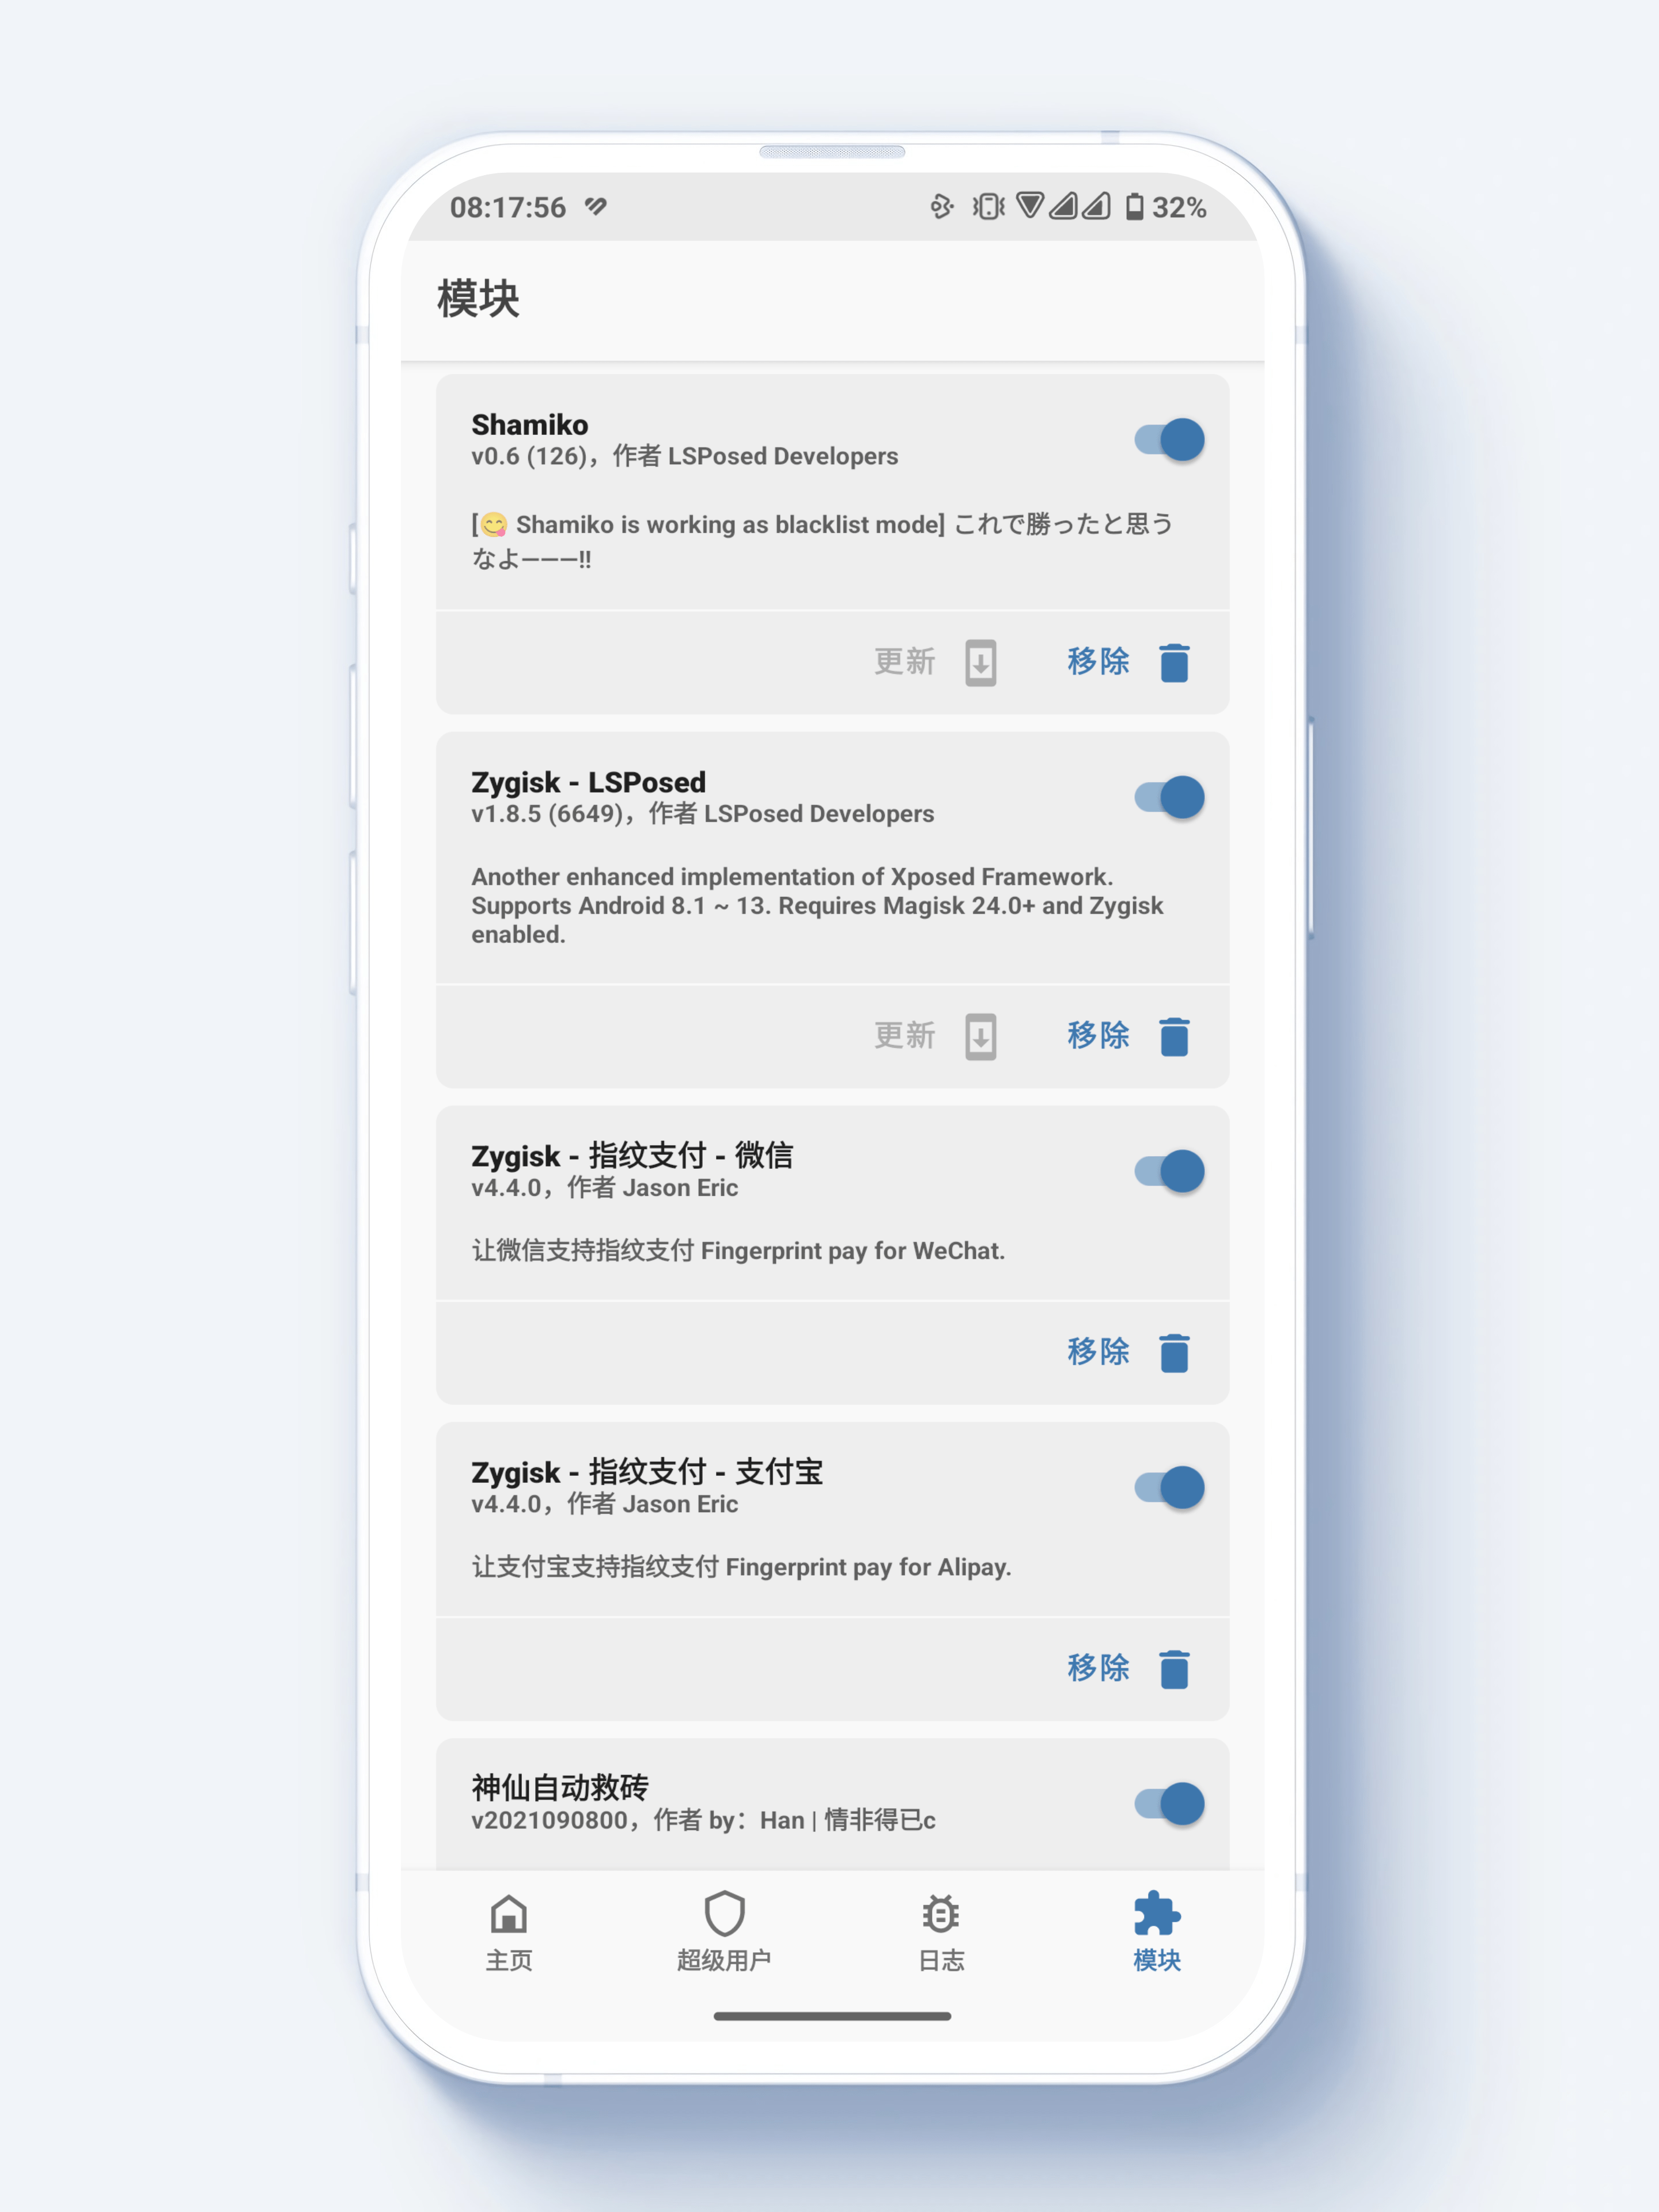 08:17:56
32%
模块
Shamiko
v0.6 (126)，作者 LSPosed Developers
[😋 Shamiko is working as blacklist mode] これで勝ったと思う
なよ———!!
更新
移除
Zygisk - LSPosed
v1.8.5 (6649)，作者 LSPosed Developers
Another enhanced implementation of Xposed Framework.
Supports Android 8.1 ~ 13. Requires Magisk 24.0+ and Zygisk
enabled.
更新
移除
Zygisk - 指纹支付 - 微信
v4.4.0，作者 Jason Eric
让微信支持指纹支付 Fingerprint pay for WeChat.
移除
Zygisk - 指纹支付 - 支付宝
v4.4.0，作者 Jason Eric
让支付宝支持指纹支付 Fingerprint pay for Alipay.
移除
神仙自动救砖
v2021090800，作者 by：Han | 情非得已c
主页
超级用户
日志
模块